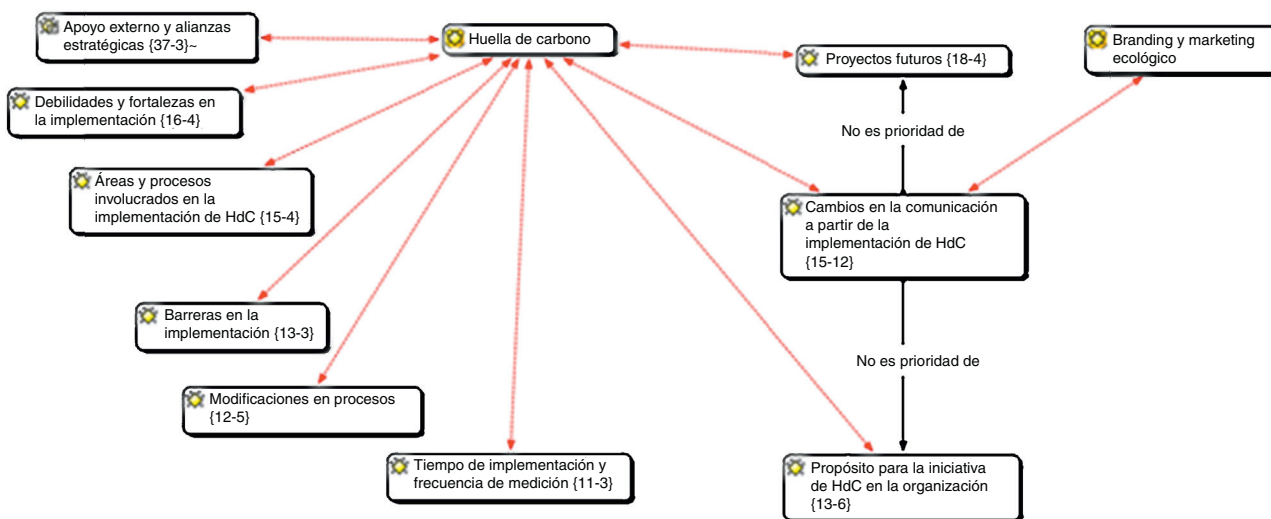 Apoyo externo y alianzas
estratégicas {37-3}~
Huella de carbono
Proyectos futuros {18-4}
Branding y marketing
ecológico
Debilidades y fortalezas en
la implementación {16-4}
No es prioridad de
Áreas y procesos
involucrados en la
implementación de HdC {15-4}
Cambios en la comunicación
a partir de la
implementación de HdC
{15-12}
Barreras en la
implementación {13-3}
No es prioridad de
Modificaciones en procesos
{12-5}
Tiempo de implementación y
frecuencia de medición {11-3}
Propósito para la iniciativa
de HdC en la organización
{13-6}